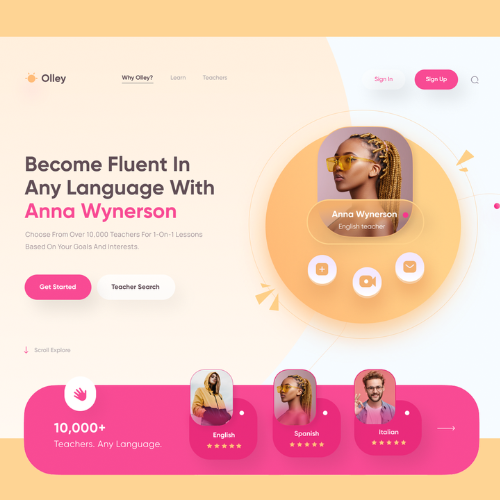 Olley
Why Olley?
Learn
Teachers
Sign In
Sign Up
Become Fluent In
Any Language With
Anna Wynerson
Choose From Over 10.000 Teachers For 1-On-1 Lessons
Based On Your Goals And Interests.
Get Started
Teacher Search
Anna Wynerson
English teacher
Scroll Explore
10,000+
Teachers. Any Language.
English
Spanish
Italian